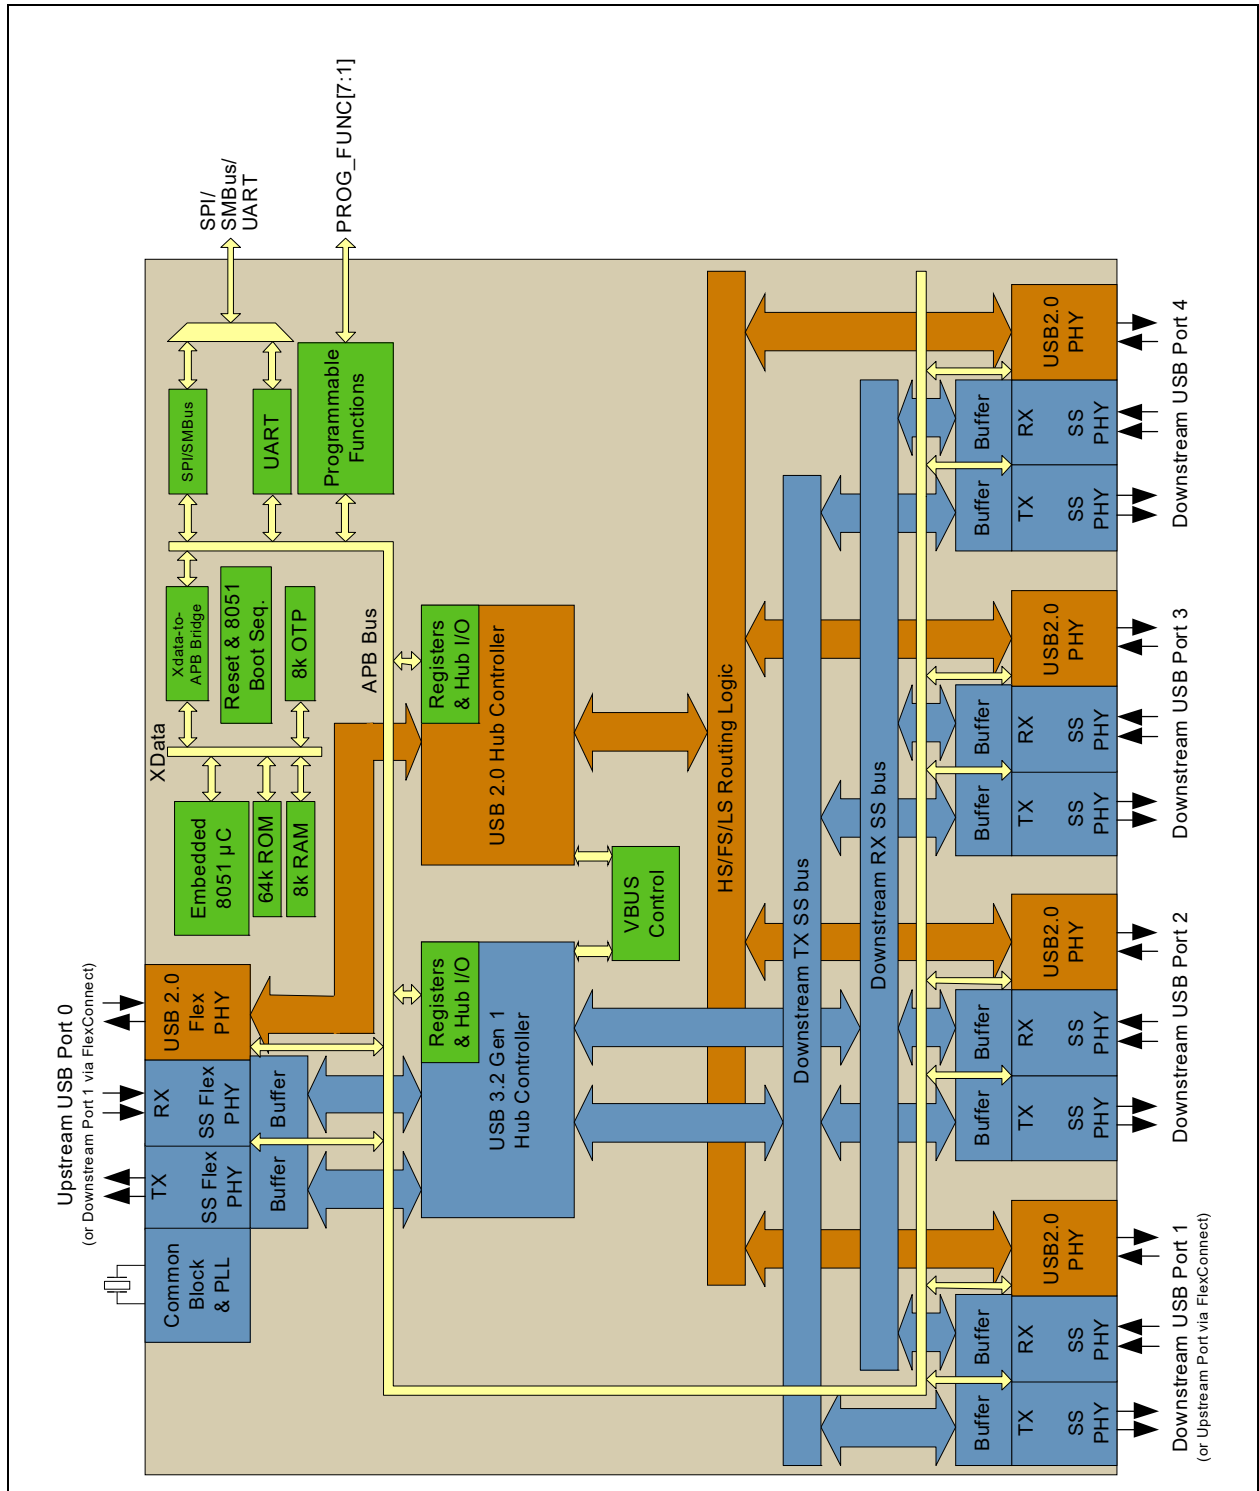 SPI/
SMBus/
UART
PROG_FUNC[7:1]
SPI/SMBus
UART
Programmable
Functions
Xdata-to-
APB Bridge
Reset & 8051
Boot Seq.
8k OTP
APB Bus
XData
Embedded
8051 µC
64k ROM
8k RAM
Registers
& Hub I/O
USB 2.0 Hub Controller
VBUS
Control
Registers
& Hub I/O
USB 3.2 Gen 1
Hub Controller
HS/FS/LS Routing Logic
Downstream TX SS bus
Downstream RX SS bus
Upstream USB Port 0
(or Downstream Port 1 via FlexConnect)
USB 2.0
Flex
PHY
RX
SS Flex
PHY
Buffer
TX
SS Flex
PHY
Buffer
Common
Block
& PLL
USB2.0
PHY
Buffer
RX
SS
PHY
Buffer
TX
SS
PHY
Downstream USB Port 4
USB2.0
PHY
Buffer
RX
SS
PHY
Buffer
TX
SS
PHY
Downstream USB Port 3
USB2.0
PHY
Buffer
RX
SS
PHY
Buffer
TX
SS
PHY
Downstream USB Port 2
USB2.0
PHY
Buffer
RX
SS
PHY
Buffer
TX
SS
PHY
Downstream USB Port 1
(or Upstream Port via FlexConnect)